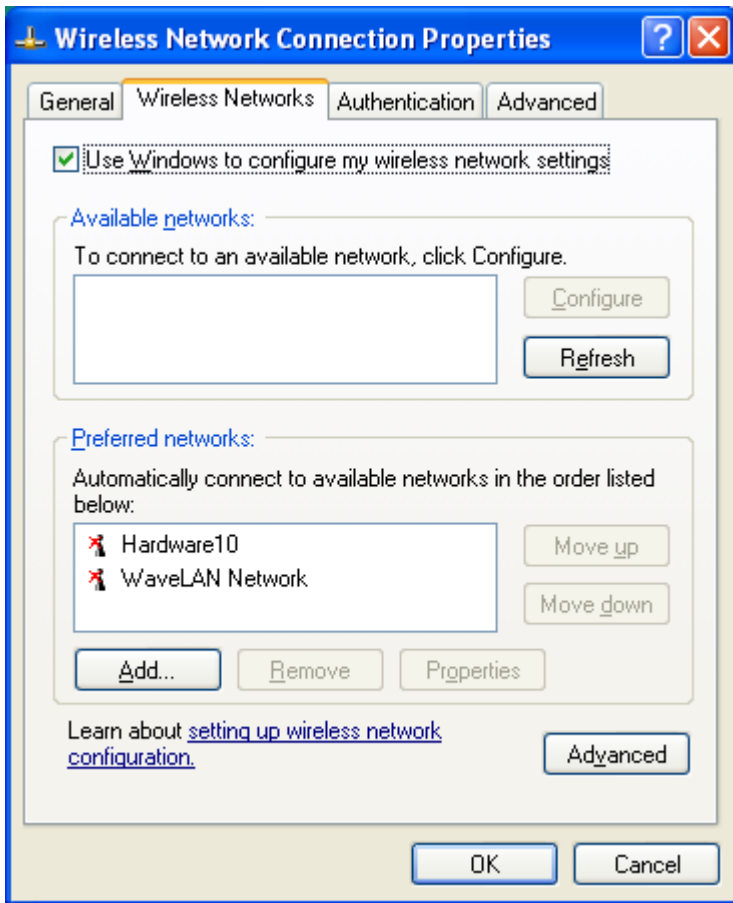 Wireless Network Connection Properties
?
General Wireless Networks Authentication Advanced
Use Windows to configure my wireless network settings
Available networks:
To connect to an available network, click Configure.
Configure
Refresh
Preferred networks:
Automatically connect to available networks in the order listed
below:
Hardware10
WaveLAN Network
Move up
Move down
Add... Remove Properties
Learn about setting up wireless network
configuration.
Advanced
OK Cancel